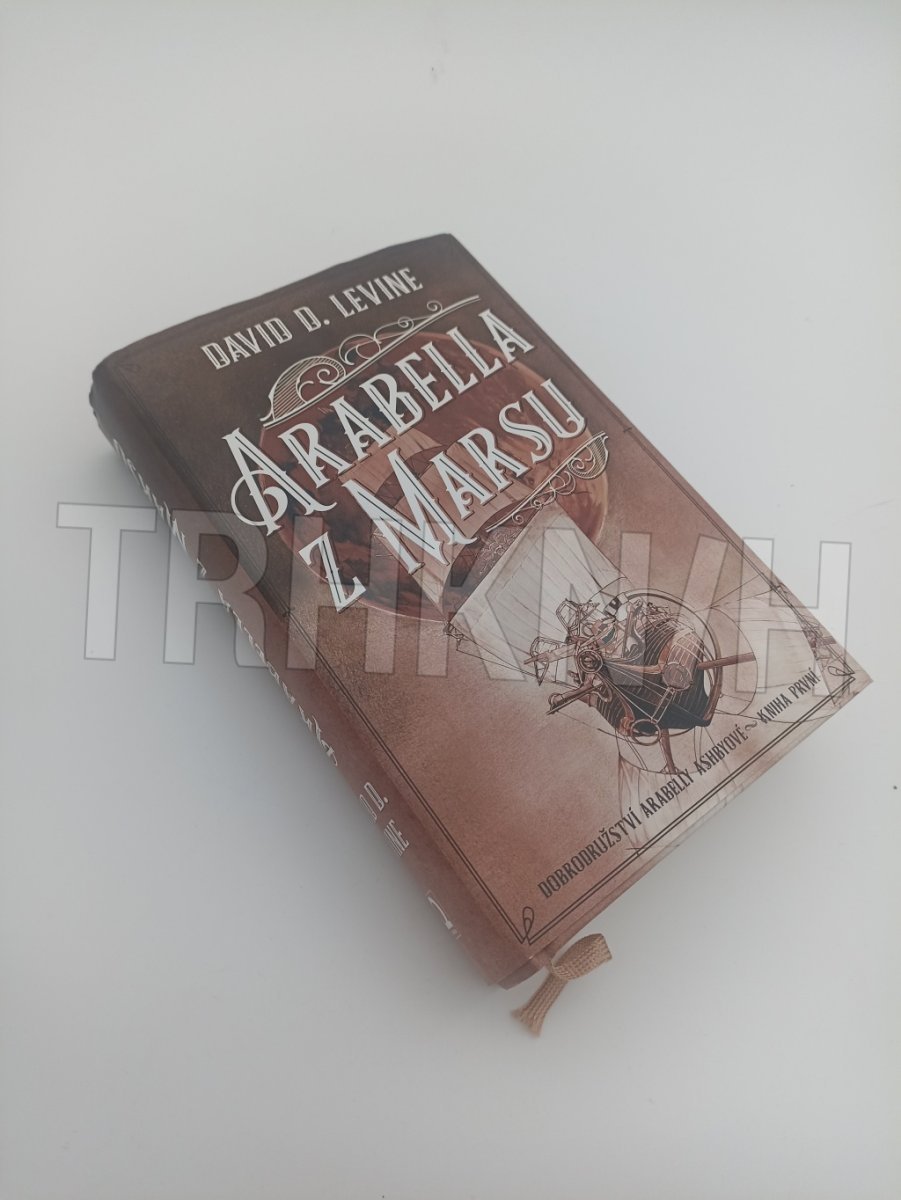 DAVID D. LEVINE
ARABELLA
Z MARSU
DOBRODRUŽSTVÍ ARABELLY ASHBYOVÉ ~ KNIHA PRVNÍ
D.
TRHKNIH